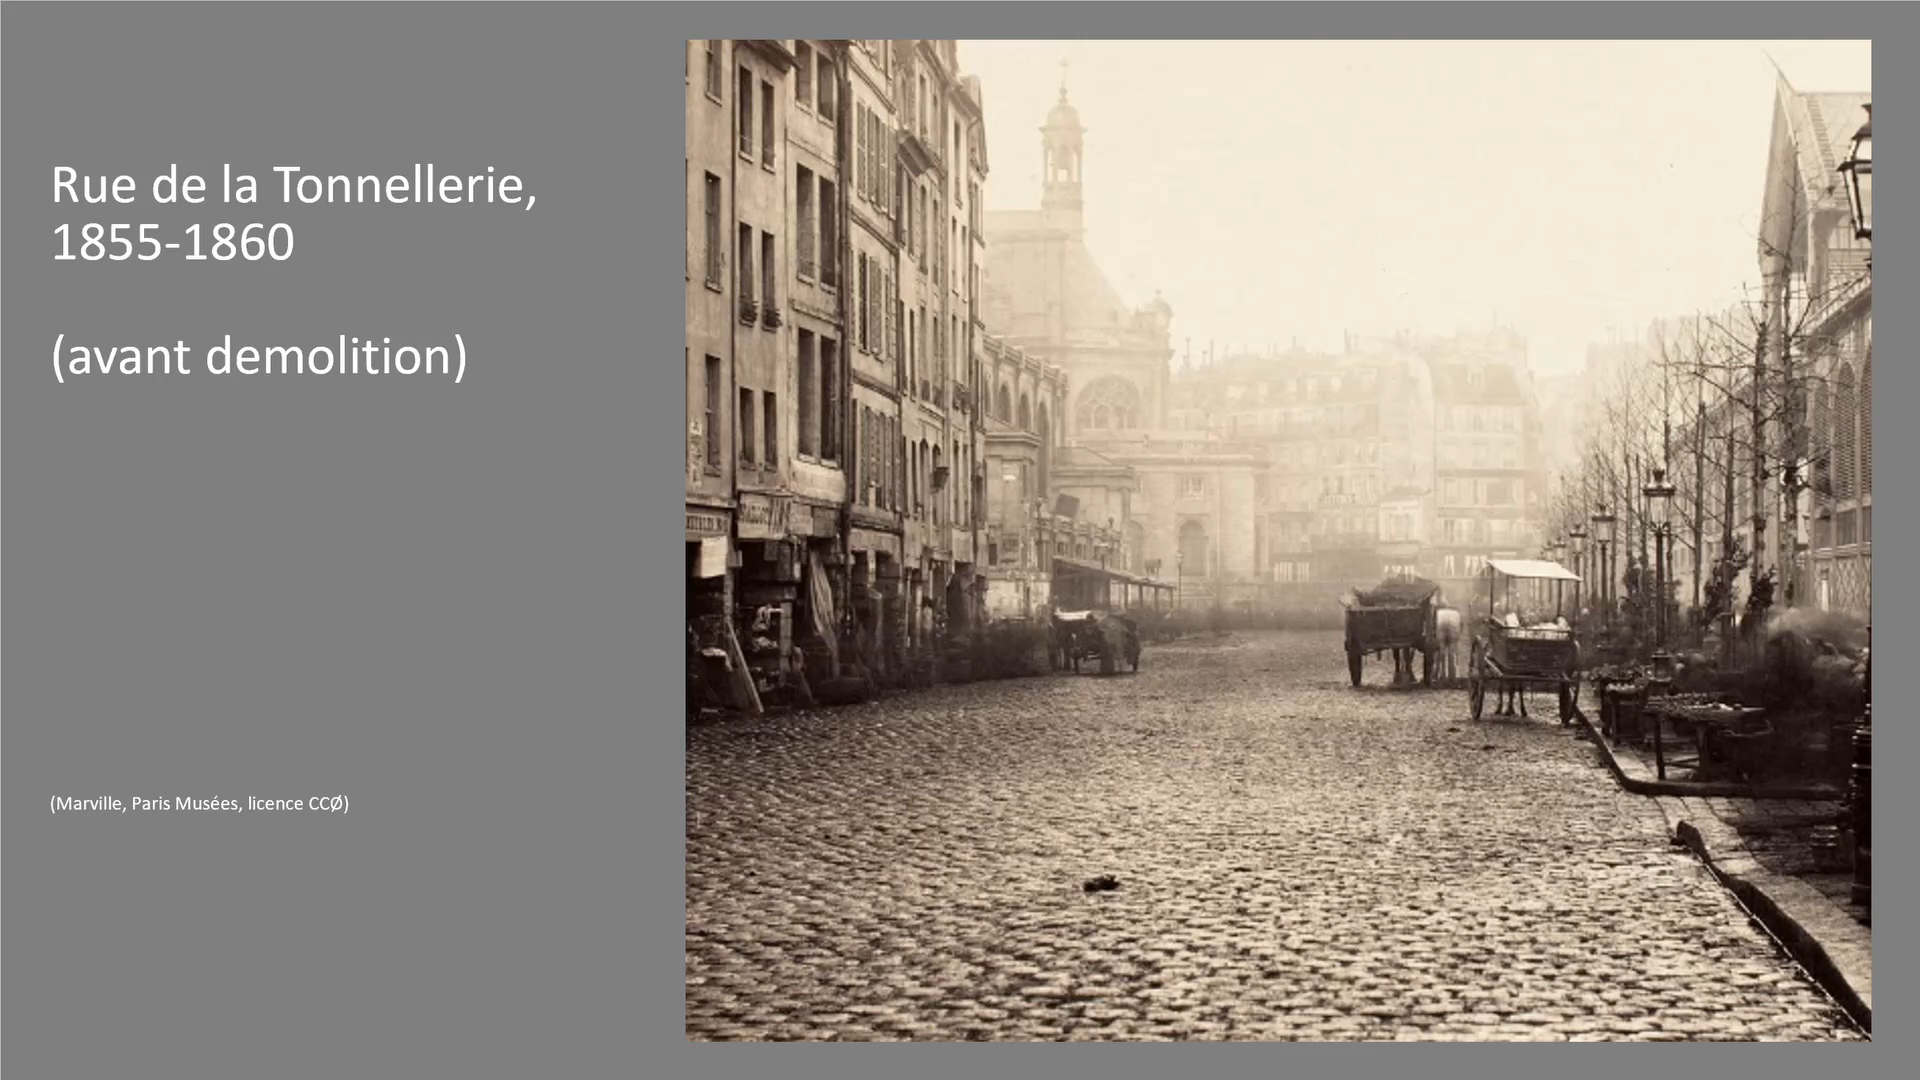 Rue de la Tonnellerie,
1855-1860
(avant demolition)
(Marville, Paris Musées, licence CCØ)